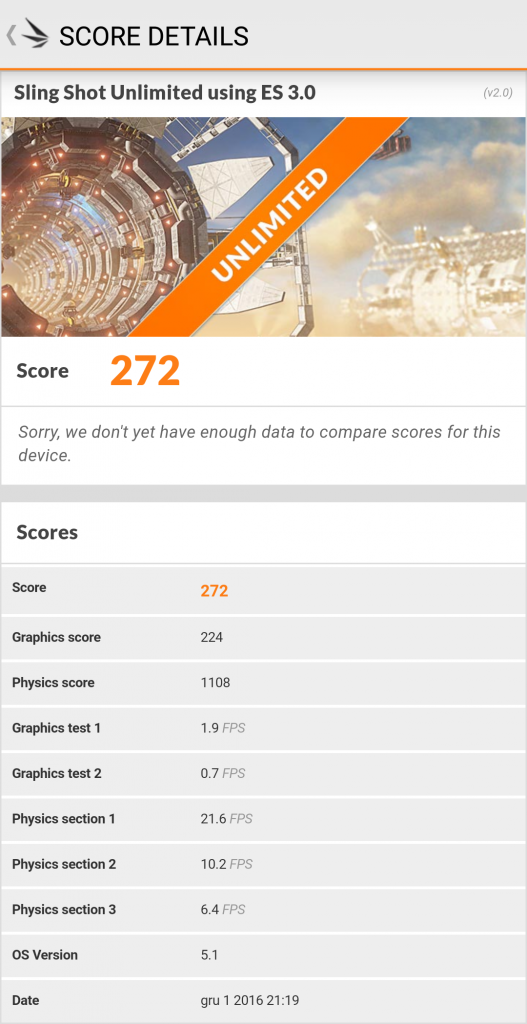 SCORE DETAILS
Sling Shot Unlimited using ES 3.0 (v2.0)
UNLIMITED
Score 272
Sorry, we don't yet have enough data to compare scores for this
device.
Scores
Score 272
Graphics score 224
Physics score 1108
Graphics test 1 1.9 FPS
Graphics test 2 0.7 FPS
Physics section 1 21.6 FPS
Physics section 2 10.2 FPS
Physics section 3 6.4 FPS
OS Version 5.1
Date gru 1 2016 21:19